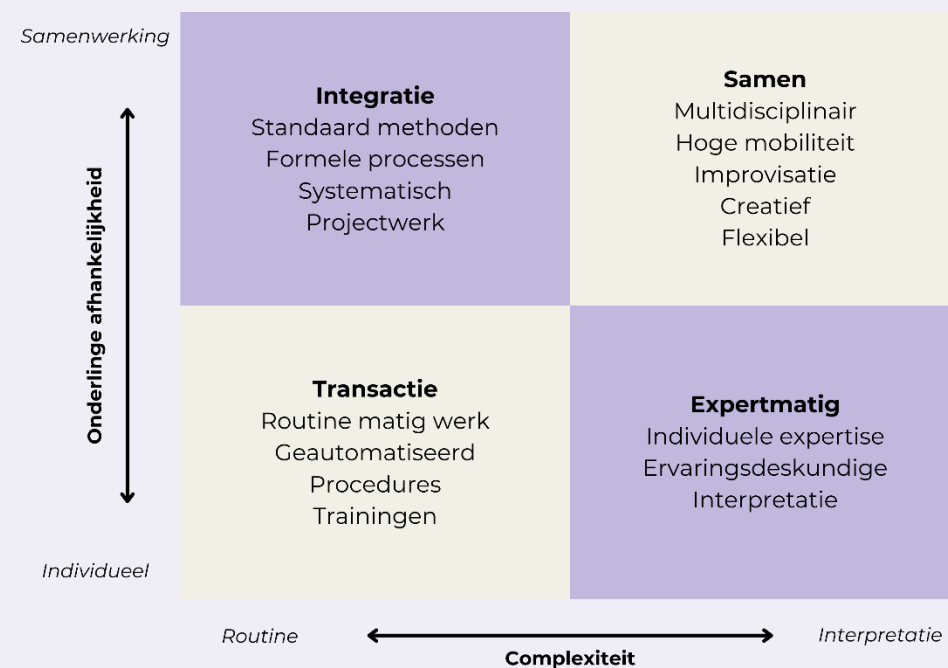 Samenwerking
Onderlinge afhankelijkheid
Individueel
Integratie
Standaard methoden
Formele processen
Systematisch
Projectwerk
Samen
Multidisciplinair
Hoge mobiliteit
Improvisatie
Creatief
Flexibel
Transactie
Routine matig werk
Geautomatiseerd
Procedures
Trainingen
Expertmatig
Individuele expertise
Ervaringsdeskundige
Interpretatie
Routine
Interpretatie
Complexiteit